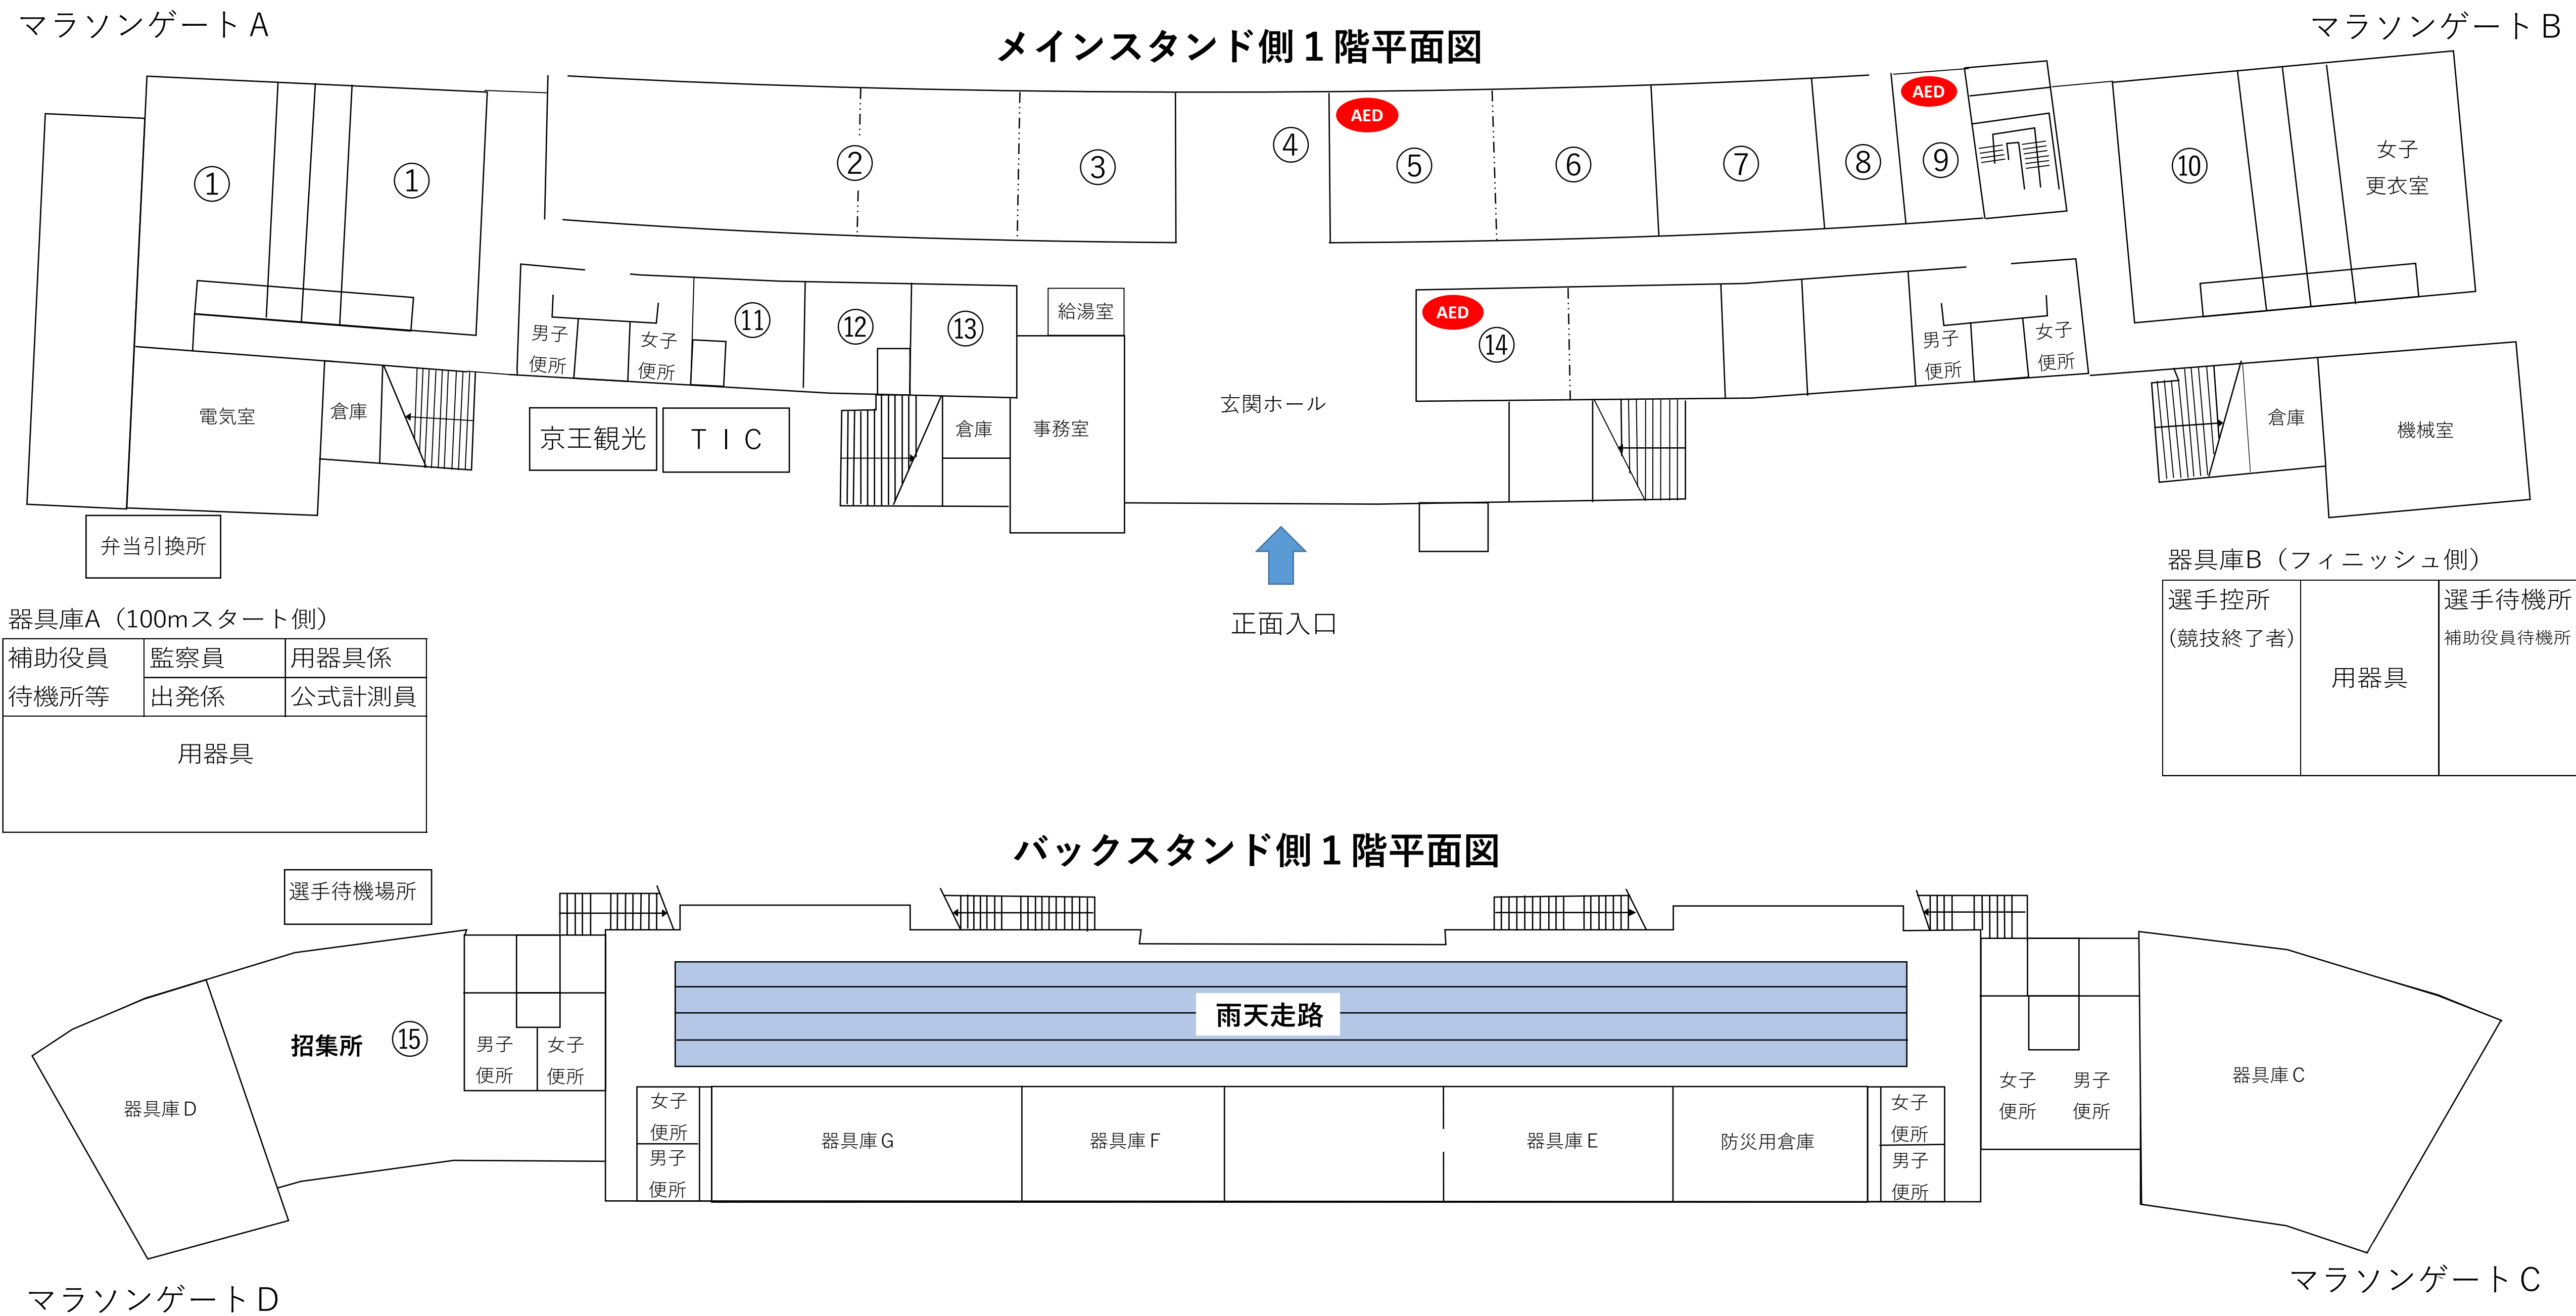 マラソンゲートA
メインスタンド側1階平面図
マラソンゲートB
AED
AED
①
①
②
③
④
⑤
⑥
⑦
⑧
⑨
⑩
女子
更衣室
男子
便所
女子
便所
⑪
⑫
⑬
給湯室
AED
⑭
男子
便所
女子
便所
電気室
倉庫
京王観光
TIC
倉庫
事務室
玄関ホール
倉庫
機械室
弁当引換所
正面入口
器具庫A（100mスタート側）
補助役員
待機所等
監察員
用器具係
出発係
公式計測員
用器具
器具庫B（フィニッシュ側）
選手控所
(競技終了者)
用器具
選手待機所
補助役員待機所
バックスタンド側1階平面図
選手待機場所
雨天走路
招集所
⑮
男子
便所
女子
便所
器具庫D
女子
便所
男子
便所
器具庫G
器具庫F
器具庫E
防災用倉庫
女子
便所
男子
便所
女子
便所
男子
便所
器具庫C
マラソンゲートD
マラソンゲートC